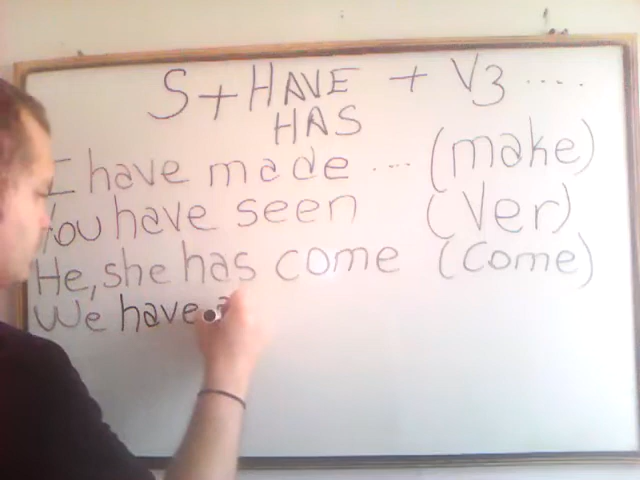 S + HAVE + V3 ....
HAS
I have made ... (make)
You have seen (Ver)
He, she has come (Come)
We have